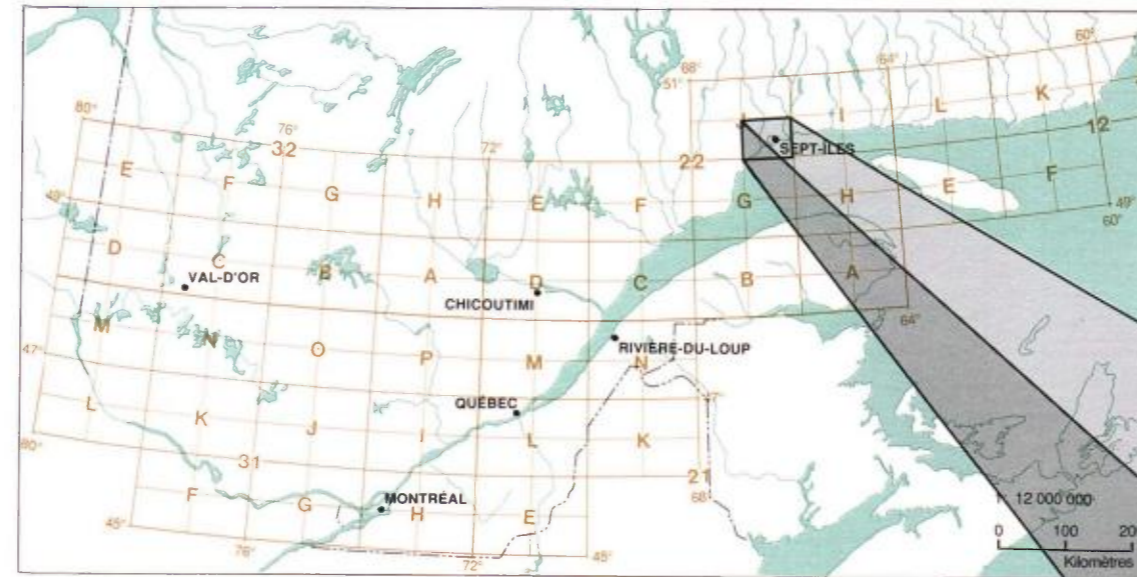 60°
68°
64°
51°
K
L
I
12
80°
76°
32
72°
22
SEPT-ÎLES
E
F
G
H
E
F
G
H
E
F
49°
49°
60°
D
C
VAL-D'OR
B
A
D
C
B
A
CHICOUTIMI
64°
M
N
O
P
M
RIVIÈRE-DU-LOUP
N
47°
QUÉBEC
L
K
J
I
L
K
80°
31
21
68°
F
G
MONTRÉAL
H
E
1: 12 000 000
45°
76°
72°
45°
0 100 200
Kilomètres